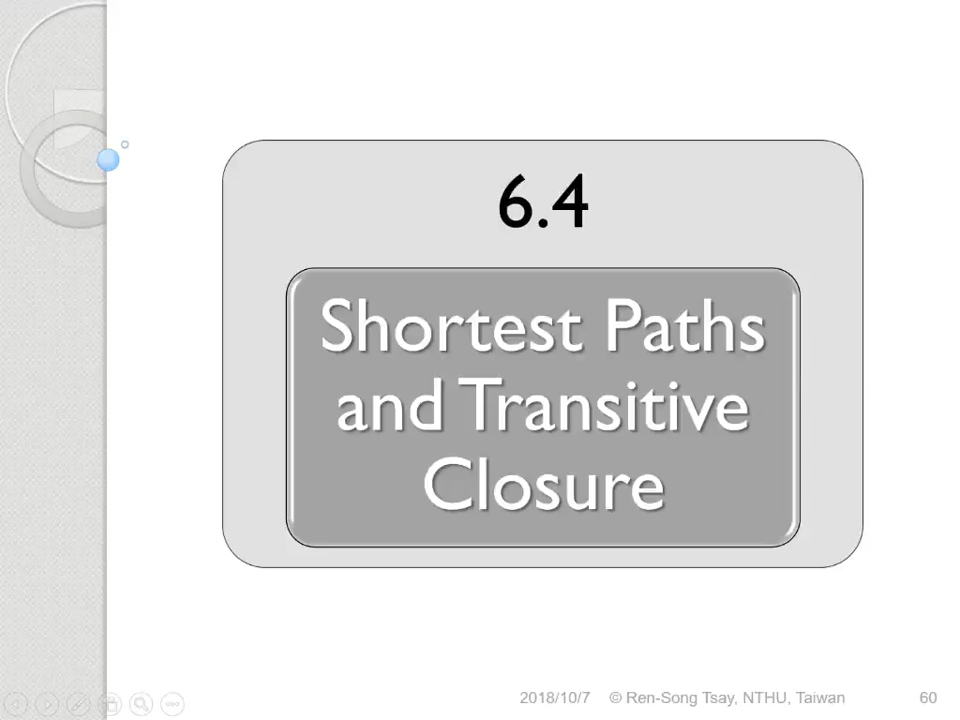 6.4
Shortest Paths
and Transitive
Closure
2018/10/7 © Ren-Song Tsay, NTHU, Taiwan 60